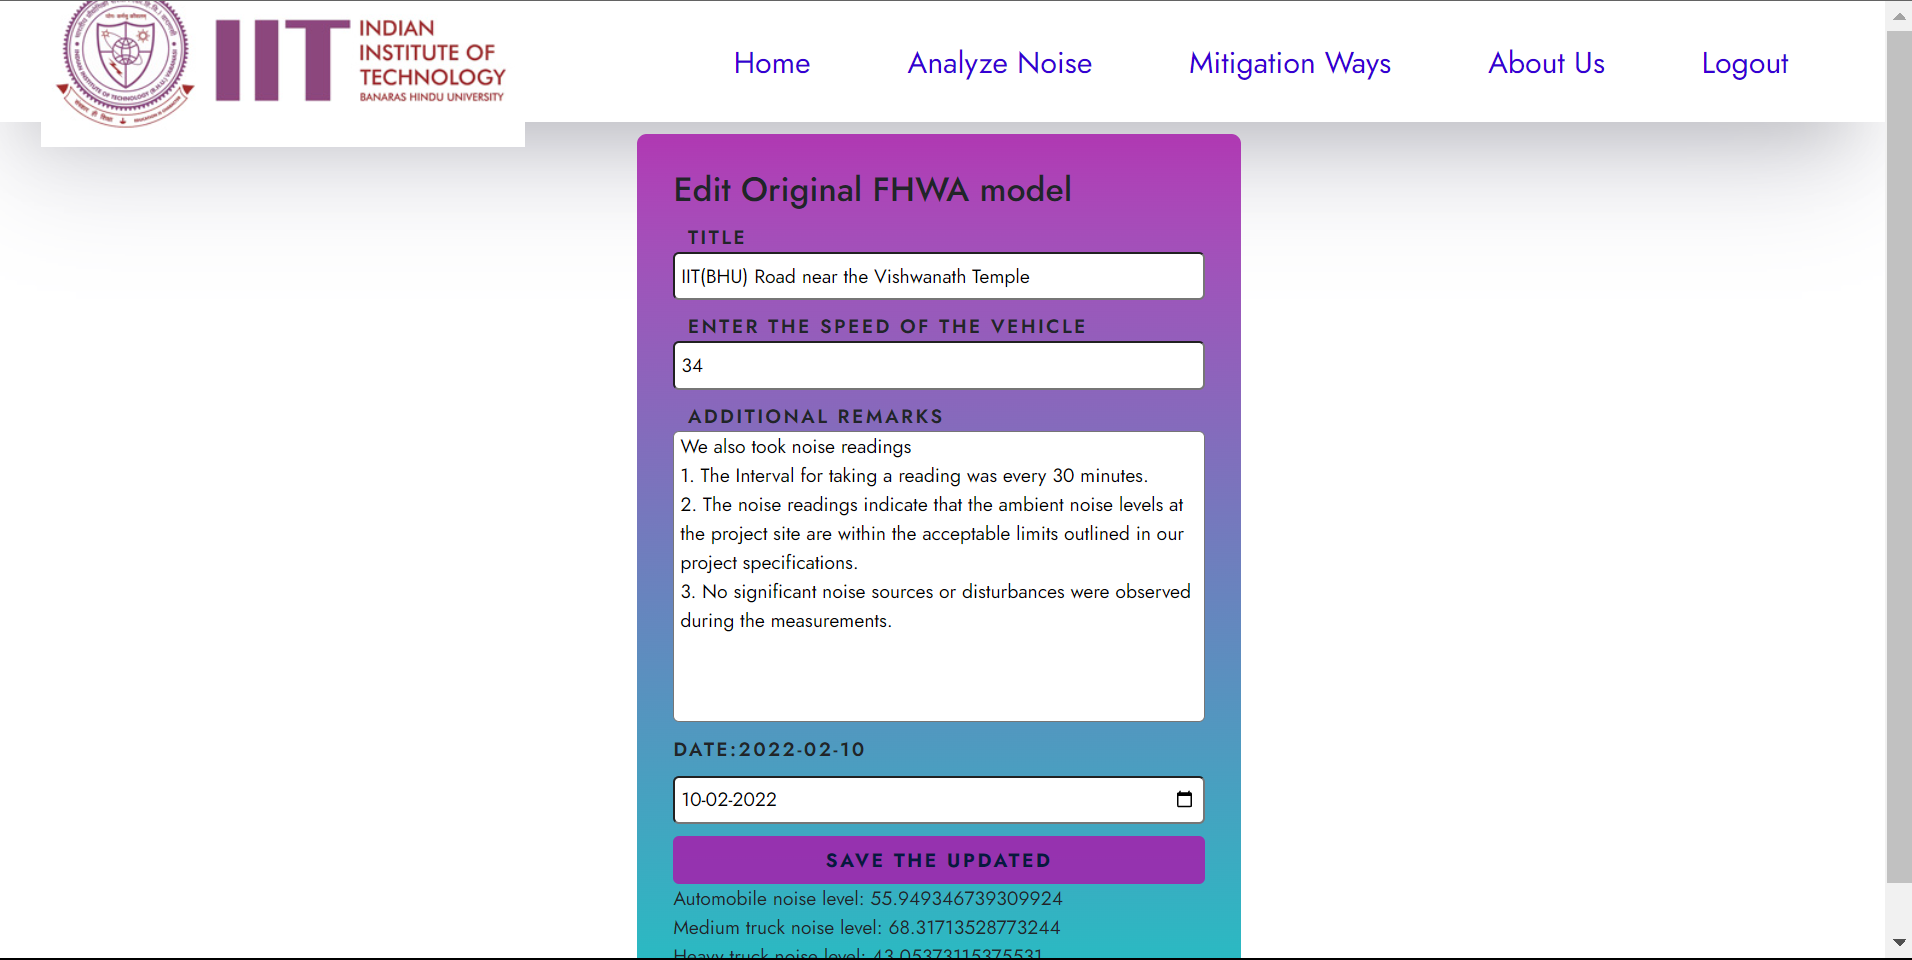 IIT
INDIAN
INSTITUTE OF
TECHNOLOGY
BANARAS HINDU UNIVERSITY
Home
Analyze Noise
Mitigation Ways
About Us
Logout
Edit Original FHWA model
TITLE
IIT(BHU) Road near the Vishwanath Temple
ENTER THE SPEED OF THE VEHICLE
34
ADDITIONAL REMARKS
We also took noise readings
1. The Interval for taking a reading was every 30 minutes.
2. The noise readings indicate that the ambient noise levels at
the project site are within the acceptable limits outlined in our
project specifications.
3. No significant noise sources or disturbances were observed
during the measurements.
DATE:2022-02-10
10-02-2022
SAVE THE UPDATED
Automobile noise level: 55.949346739309924
Medium truck noise level: 68.31713528773244
Heavy truck noise level: 43.05373115375531